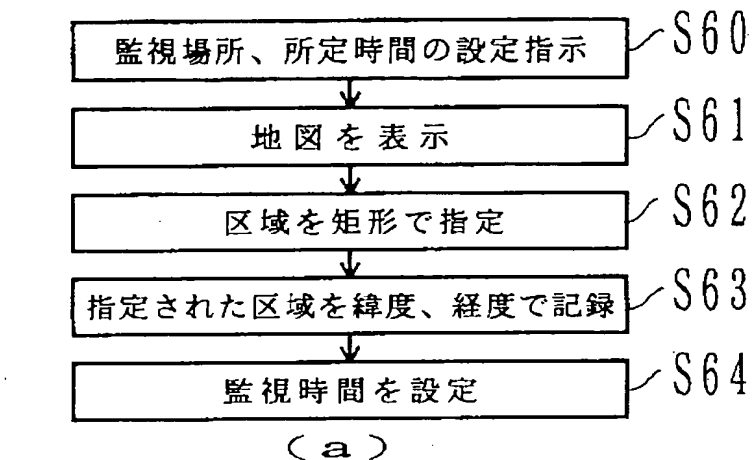 監視場所、所定時間の設定指示 S60
地図を表示 S61
区域を矩形で指定 S62
指定された区域を緯度、経度で記録 S63
監視時間を設定 S64
(a)